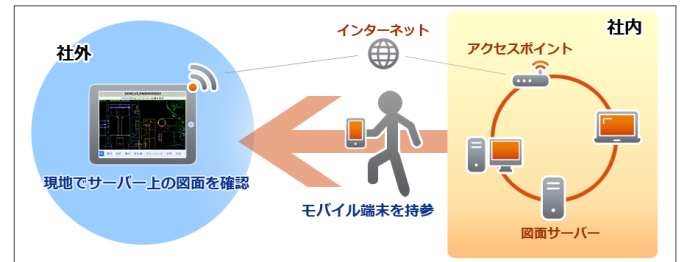 社外
現地でサーバー上の図面を確認
インターネット
モバイル端末を持参
社内
アクセスポイント
図面サーバー